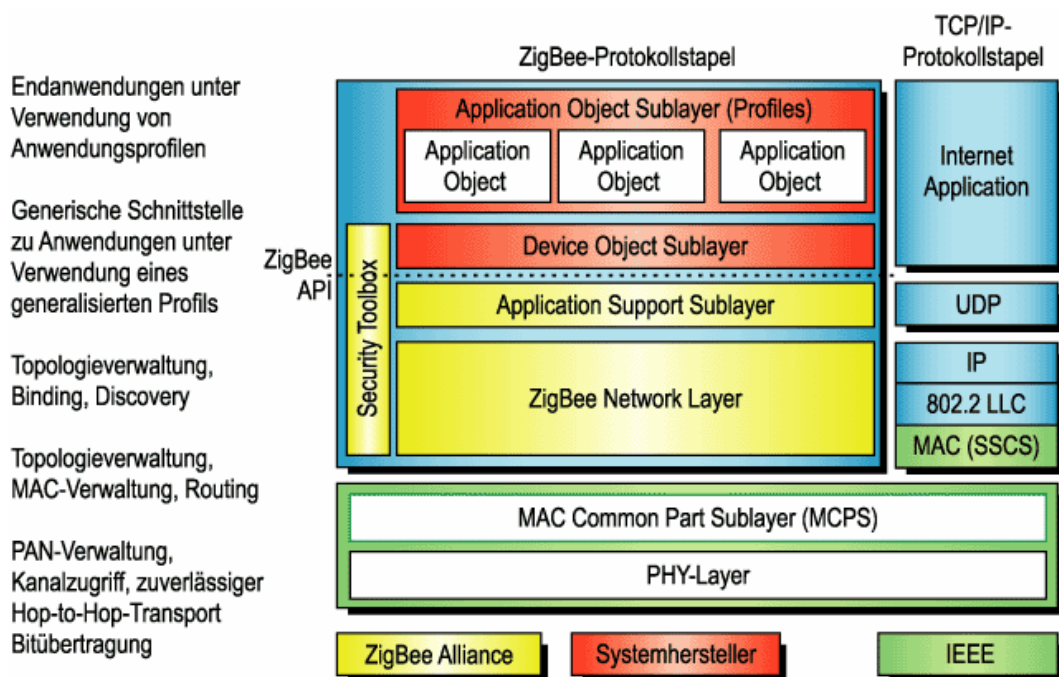 TCP/IP-
Protokollstapel
ZigBee-Protokollstapel
Endanwendungen unter
Verwendung von
Anwendungsprofilen
Generische Schnittstelle
zu Anwendungen unter
Verwendung eines
generalisierten Profils
Topologieverwaltung,
Binding, Discovery
Topologieverwaltung,
MAC-Verwaltung, Routing
PAN-Verwaltung,
Kanalzugriff, zuverlässiger
Hop-to-Hop-Transport
Bitübertragung
ZigBee
API
Security Toolbox
Application Object Sublayer (Profiles)
Application
Object
Application
Object
Application
Object
Device Object Sublayer
Application Support Sublayer
ZigBee Network Layer
Internet
Application
UDP
IP
802.2 LLC
MAC (SSCS)
MAC Common Part Sublayer (MCPS)
PHY-Layer
ZigBee Alliance
Systemhersteller
IEEE